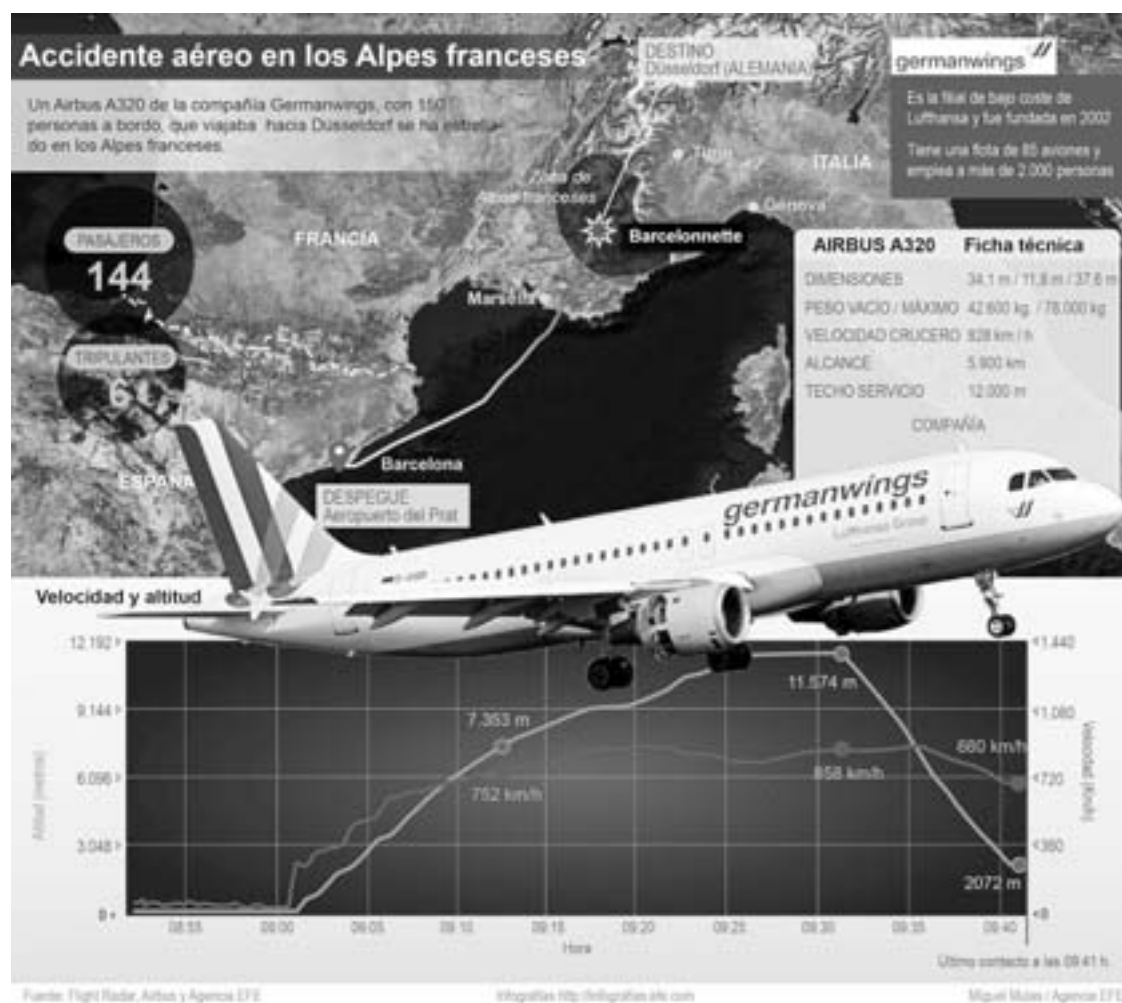 Accidente aéreo en los Alpes franceses
Un Airbus A320 de la compañía Germanwings, con 150
personas a bordo, que viajaba hacia Düsseldorf se ha estrella-
do en los Alpes franceses.
DESTINO
Düsseldorf (ALEMANIA)
germanwings
Es la filial de bajo coste de
Lufthansa y fue fundada en 2002
Tiene una flota de 85 aviones y
emplea a más de 2.000 personas
PASAJEROS
144
TRIPULANTES
6
FRANCIA
Zona de
Alpes franceses
Turín
ITALIA
Génova
Barcelonnette
Marsella
Barcelona
ESPAÑA
DESPEGUE
Aeropuerto del Prat
AIRBUS A320 Ficha técnica
DIMENSIONES 34,1 m / 11,8 m / 37,6 m
PESO VACIO / MÁXIMO 42.600 kg. / 78.000 kg
VELOCIDAD CRUCERO 828 km / h
ALCANCE 5.900 km
TECHO SERVICIO 12.000 m
COMPAÑÍA
germanwings
Lufthansa Group
Velocidad y altitud
12.192
9.144
6.096
3.048
0
Altitud (metros)
1.440
1.080
720
360
0
Velocidad (Km/h)
7.353 m
752 km/h
11.574 m
858 km/h
660 km/h
2072 m
08:55 09:00 09:05 09:10 09:15 09:20 09:25 09:30 09:35 09:40
Hora
Último contacto a las 09:41 h.
Fuente: Flight Radar, Airbus y Agencia EFE
Infografías http://infografias.efe.com
Agencia EFE